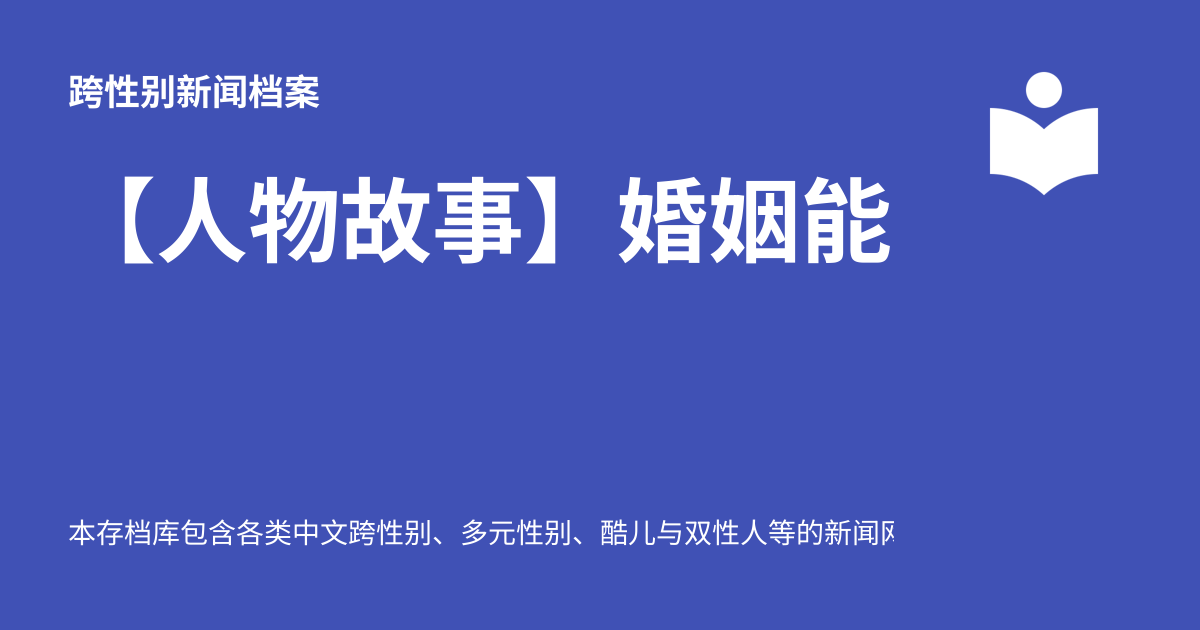 跨性别新闻档案
【人物故事】婚姻能
本存档库包含各类中文跨性别、多元性别、酷儿与双性人等的新闻